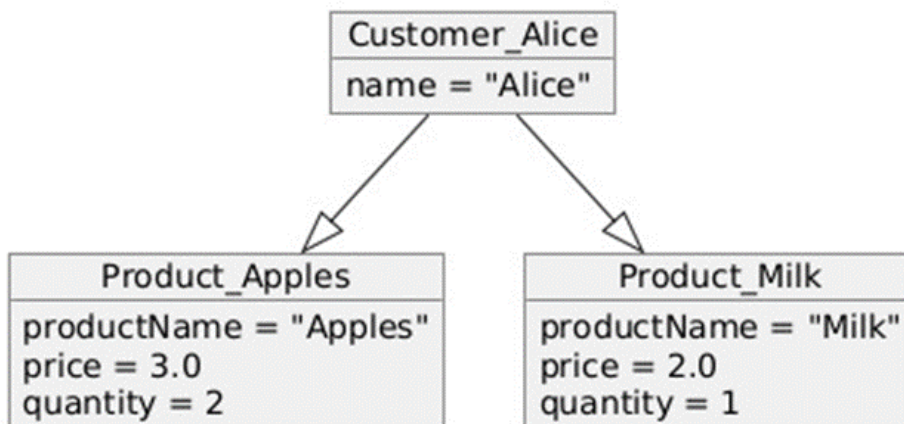 Customer_Alice
name = "Alice"
Product_Apples
productName = "Apples"
price = 3.0
quantity = 2
Product_Milk
productName = "Milk"
price = 2.0
quantity = 1